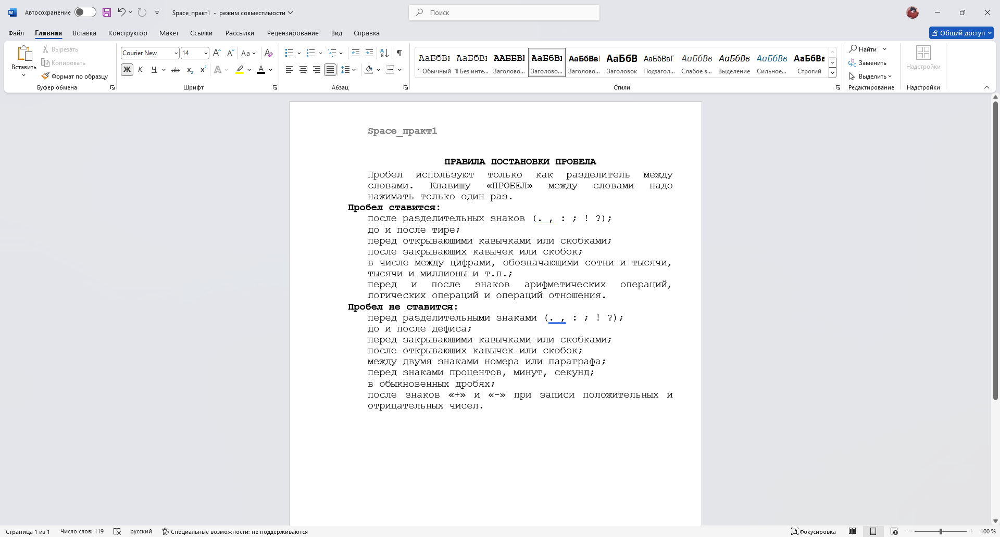 Автосохранение
Space_практ1 - режим совместимости
Поиск
Файл Главная Вставка Конструктор Макет Ссылки Рассылки Рецензирование Вид Справка
Общий доступ
Вставить
Вырезать
Копировать
Формат по образцу
Буфер обмена
Courier New 14
Шрифт
Абзац
АаБбВı АаБбВı ААББВІ АаБбВı АаБбВвІ АаБбВ АаБбВвГ АаБбВв АаБбВв АаБбВв АаБбВв
¶ Обычный ¶ Без инте... Заголово... Заголово... Заголово... Заголовок Подзагол... Слабое в... Выделение Сильное... Строгий
Стили
Найти
Заменить
Выделить
Редактирование
Надстройки
Надстройки
Space_практ1
ПРАВИЛА ПОСТАНОВКИ ПРОБЕЛА
Пробел используют только как разделитель между
словами. Клавишу «ПРОБЕЛ» между словами надо
нажимать только один раз.
Пробел ставится:
после разделительных знаков (. , : ; ! ?);
до и после тире;
перед открывающими кавычками или скобками;
после закрывающих кавычек или скобок;
в числе между цифрами, обозначающими сотни и тысячи,
тысячи и миллионы и т.п.;
перед и после знаков арифметических операций,
логических операций и операций отношения.
Пробел не ставится:
перед разделительными знаками (. , : ; ! ?);
до и после дефиса;
перед закрывающими кавычками или скобками;
после открывающих кавычек или скобок;
между двумя знаками номера или параграфа;
перед знаками процентов, минут, секунд;
в обыкновенных дробях;
после знаков «+» и «-» при записи положительных и
отрицательных чисел.
Страница 1 из 1 Число слов: 119 русский Специальные возможности: не поддерживаются
Фокусировка 100 %